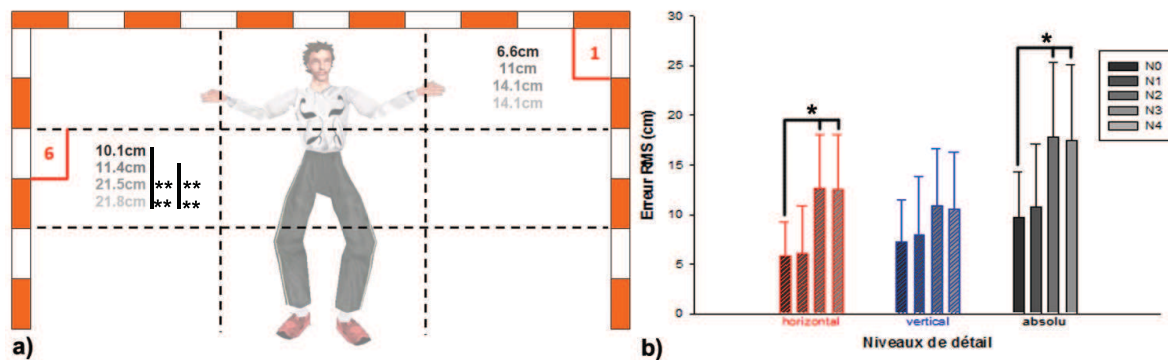 6.6cm
11cm
14.1cm
14.1cm
1
6
10.1cm
11.4cm
21.5cm ** **
21.8cm ** **
a)
Erreur RMS (cm)
30
25
20
15
10
5
0
*
*
N0
N1
N2
N3
N4
horizontal
vertical
absolu
Niveaux de détail
b)